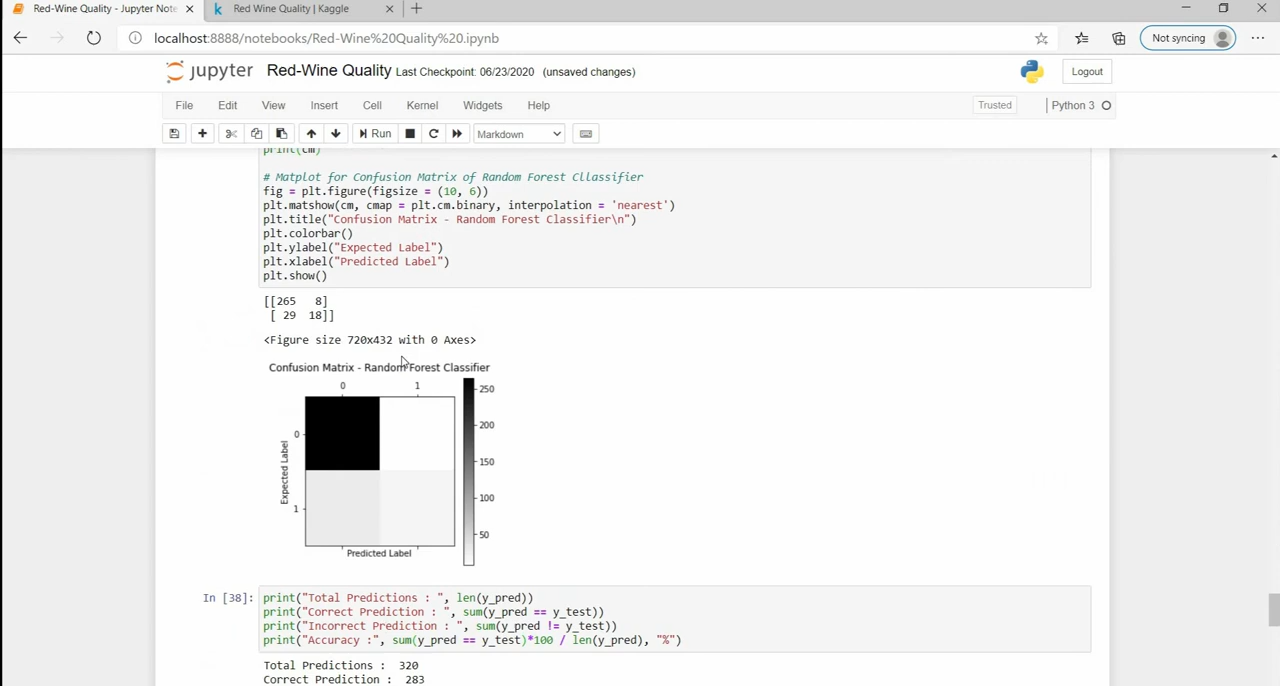 Red-Wine Quality - Jupyter Note
Red Wine Quality | Kaggle
localhost:8888/notebooks/Red-Wine%20Quality%20.ipynb
Not syncing
jupyter Red-Wine Quality Last Checkpoint: 06/23/2020 (unsaved changes)
Logout
File Edit View Insert Cell Kernel Widgets Help
Trusted
Python 3
Run
Markdown
print(cm)
# Matplot for Confusion Matrix of Random Forest Cllassifier
fig = plt.figure(figsize = (10, 6))
plt.matshow(cm, cmap = plt.cm.binary, interpolation = 'nearest')
plt.title("Confusion Matrix - Random Forest Classifier\n")
plt.colorbar()
plt.ylabel("Expected Label")
plt.xlabel("Predicted Label")
plt.show()
[[265 8]
[ 29 18]]
<Figure size 720x432 with 0 Axes>
Confusion Matrix - Random Forest Classifier
0 1
250
200
150
100
50
0
1
Expected Label
Predicted Label
In [38]:
print("Total Predictions : ", len(y_pred))
print("Correct Prediction : ", sum(y_pred == y_test))
print("Incorrect Prediction : ", sum(y_pred != y_test))
print("Accuracy :", sum(y_pred == y_test)*100 / len(y_pred), "%")
Total Predictions : 320
Correct Prediction : 283